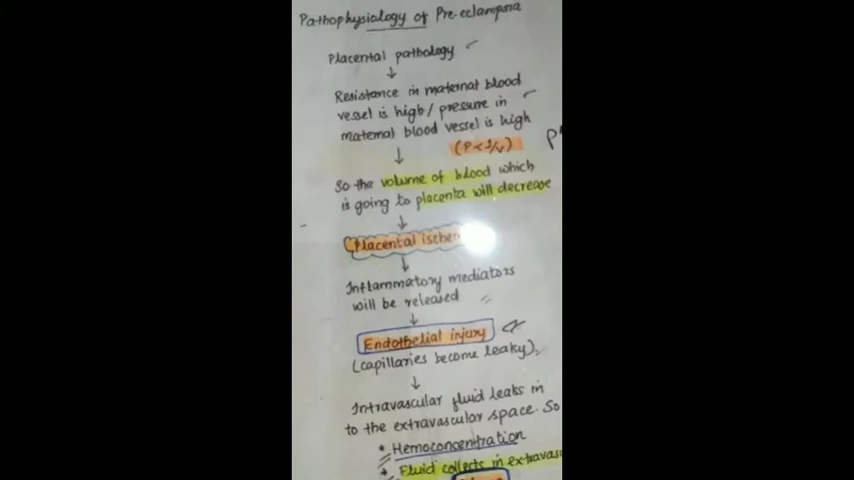 Pathophysiology of Pre-eclampsia
Placental pathology
↓
Resistance in maternal blood
vessel is high/ pressure in
maternal blood vessel is high
(P < 1/v)
↓
So the volume of blood which
is going to placenta will decrease
↓
Placental
↓
Inflammatory mediators
will be released
↓
Endothelial injury
(capillaries become leaky)
↓
Intravascular fluid leaks in
to the extravascular space. So
* Hemoconcentration
* Fluid collects in